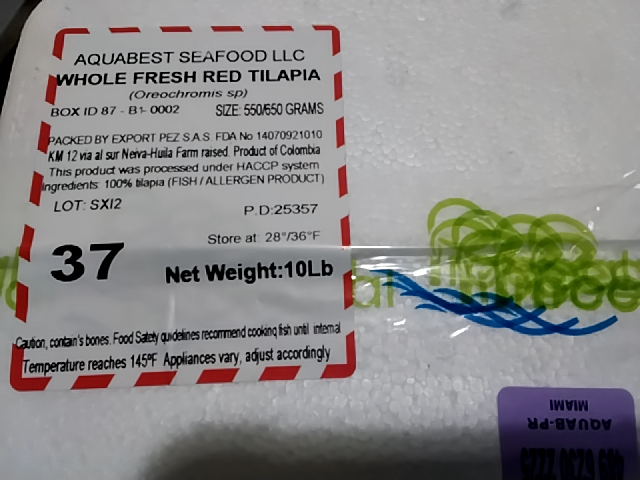 AQUABEST SEAFOOD LLC
WHOLE FRESH RED TILAPIA
(Oreochromis sp)
BOX ID 87 - B1- 0002 SIZE: 550/650 GRAMS
PACKED BY EXPORT PEZ S.A.S. FDA No 14070921010
KM 12 via al sur Neiva-Huila Farm raised. Product of Colombia
This product was processed under HACCP system
Ingredients: 100% tilapia (FISH / ALLERGEN PRODUCT)
LOT: SXI2 P.D:25357
Store at: 28°/36°F
37 Net Weight:10Lb
Caution, contain's bones. Food Safety guidelines recommend cooking fish until internal
Temperature reaches 145ºF Appliances vary, adjust accordingly
AQUAB-PR
MIAMI